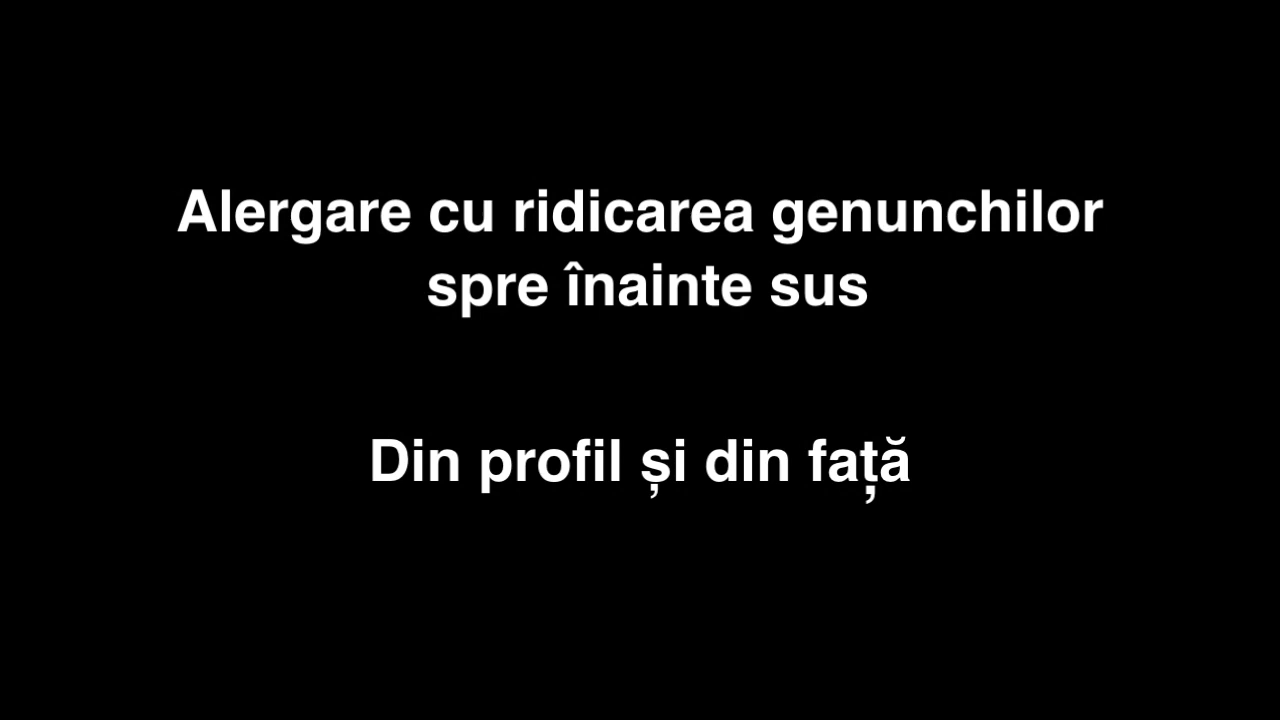 Alergare cu ridicarea genunchilor
spre înainte sus
Din profil și din față